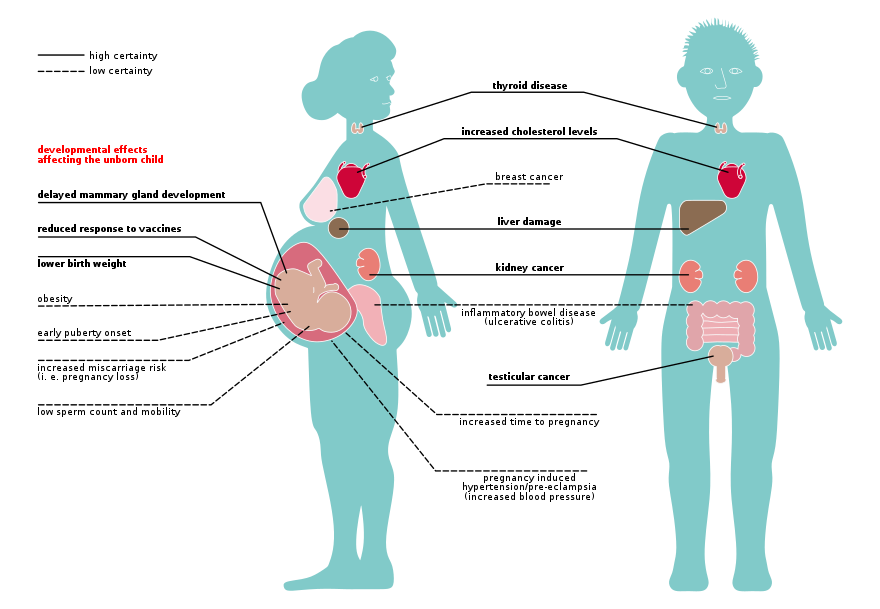 high certainty
low certainty
developmental effects
affecting the unborn child
delayed mammary gland development
reduced response to vaccines
lower birth weight
obesity
early puberty onset
increased miscarriage risk
(i. e. pregnancy loss)
low sperm count and mobility
thyroid disease
increased cholesterol levels
breast cancer
liver damage
kidney cancer
inflammatory bowel disease
(ulcerative colitis)
testicular cancer
increased time to pregnancy
pregnancy induced
hypertension/pre-eclampsia
(increased blood pressure)